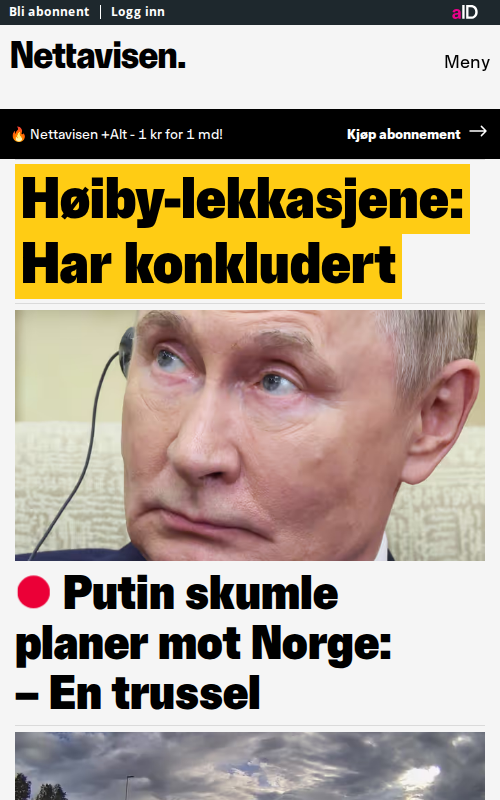 Bli abonnent | Logg inn
aID
Nettavisen.
Meny
🔥 Nettavisen +Alt - 1 kr for 1 md!
Kjøp abonnement →
Høiby-lekkasjene:
Har konkludert
🔴 Putin skumle
planer mot Norge:
– En trussel